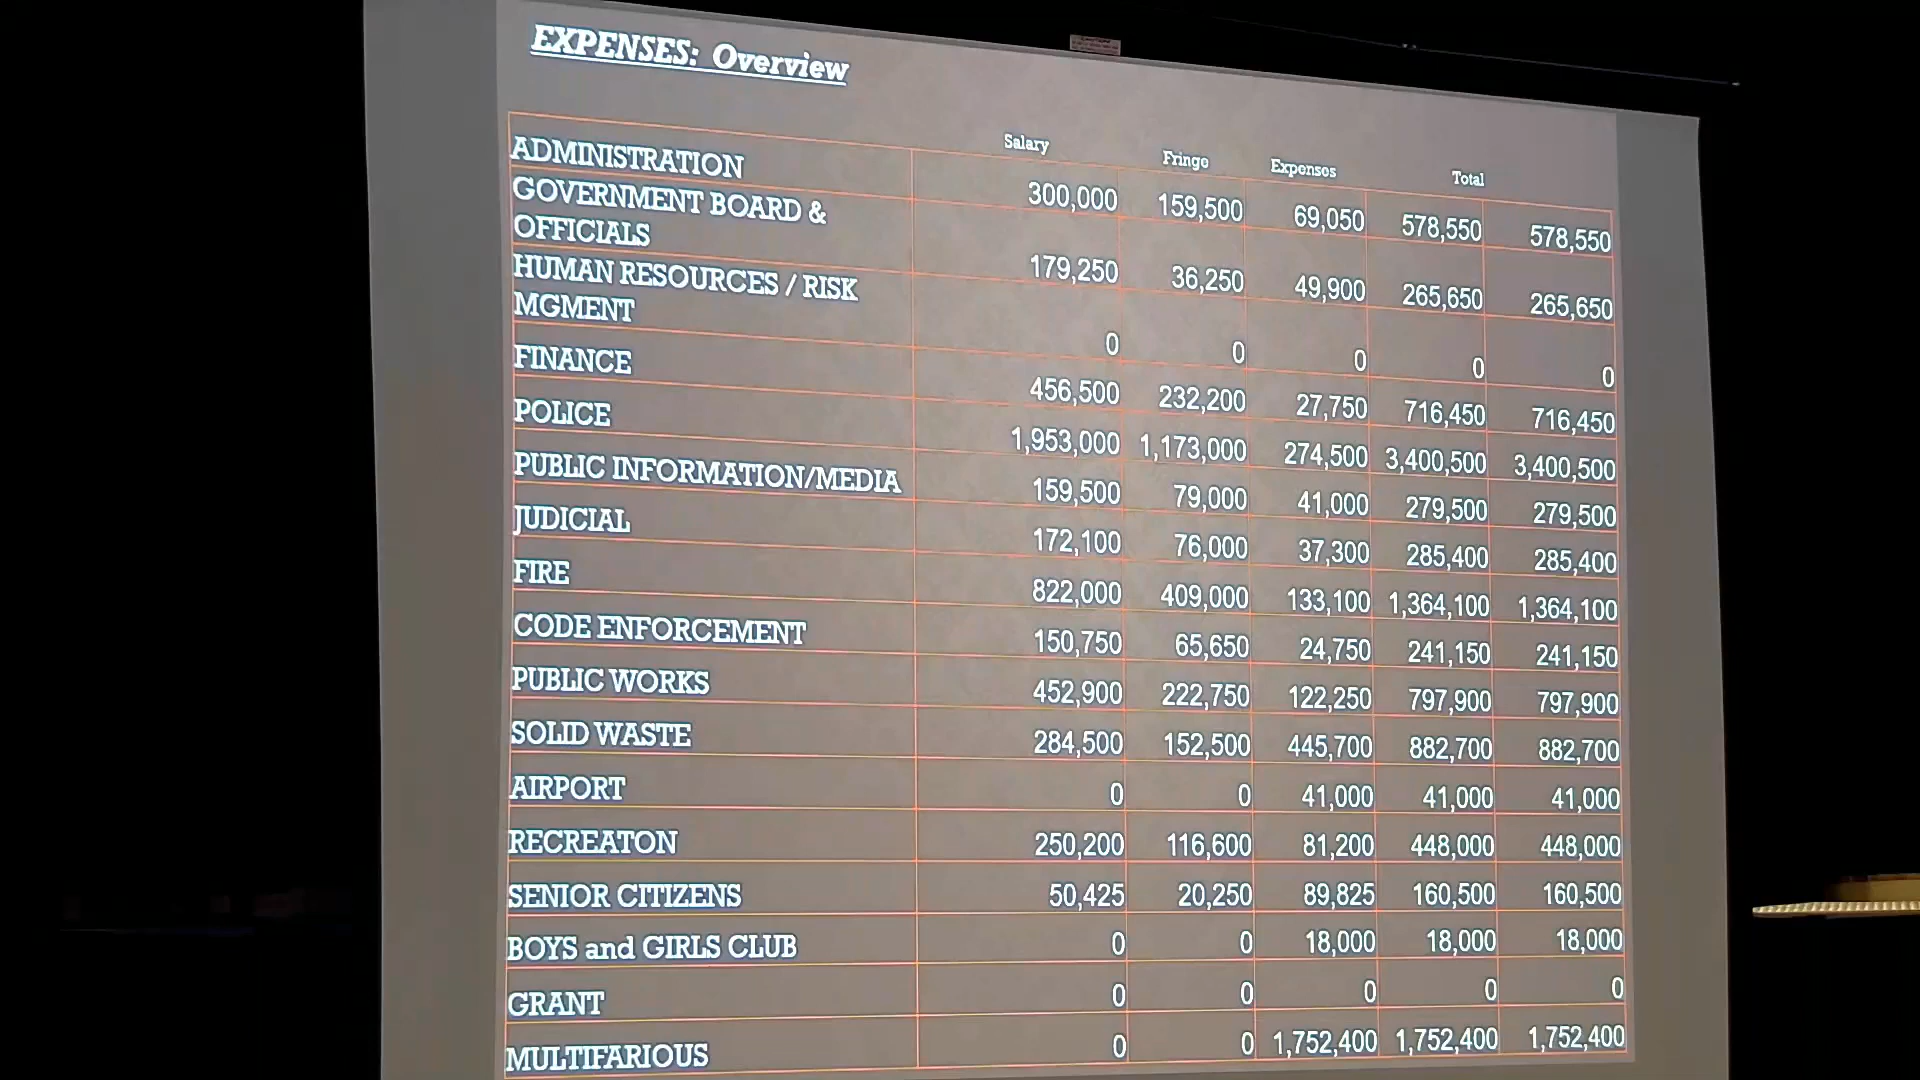 EXPENSES: Overview
Salary Fringe Expenses Total
ADMINISTRATION 300,000 159,500 69,050 578,550 578,550
GOVERNMENT BOARD &
OFFICIALS 179,250 36,250 49,900 265,650 265,650
HUMAN RESOURCES / RISK
MGMENT 0 0 0 0 0
FINANCE 456,500 232,200 27,750 716,450 716,450
POLICE 1,953,000 1,173,000 274,500 3,400,500 3,400,500
PUBLIC INFORMATION/MEDIA 159,500 79,000 41,000 279,500 279,500
JUDICIAL 172,100 76,000 37,300 285,400 285,400
FIRE 822,000 409,000 133,100 1,364,100 1,364,100
CODE ENFORCEMENT 150,750 65,650 24,750 241,150 241,150
PUBLIC WORKS 452,900 222,750 122,250 797,900 797,900
SOLID WASTE 284,500 152,500 445,700 882,700 882,700
AIRPORT 0 0 41,000 41,000 41,000
RECREATON 250,200 116,600 81,200 448,000 448,000
SENIOR CITIZENS 50,425 20,250 89,825 160,500 160,500
BOYS and GIRLS CLUB 0 0 18,000 18,000 18,000
GRANT 0 0 0 0 0
MULTIFARIOUS 0 0 1,752,400 1,752,400 1,752,400